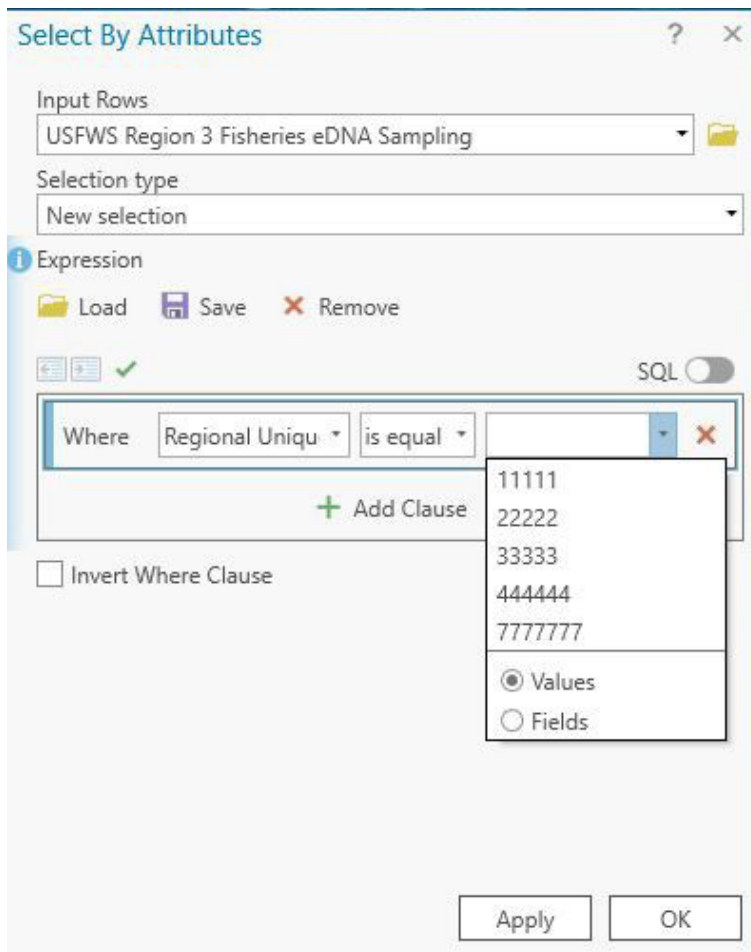 Select By Attributes ?
Input Rows
USFWS Region 3 Fisheries eDNA Sampling
Selection type
New selection
Expression
Load Save Remove
SQL
Where Regional Uniqu is equal
11111
Add Clause
22222
33333
Invert Where Clause
444444
7777777
Values
Fields
Apply OK